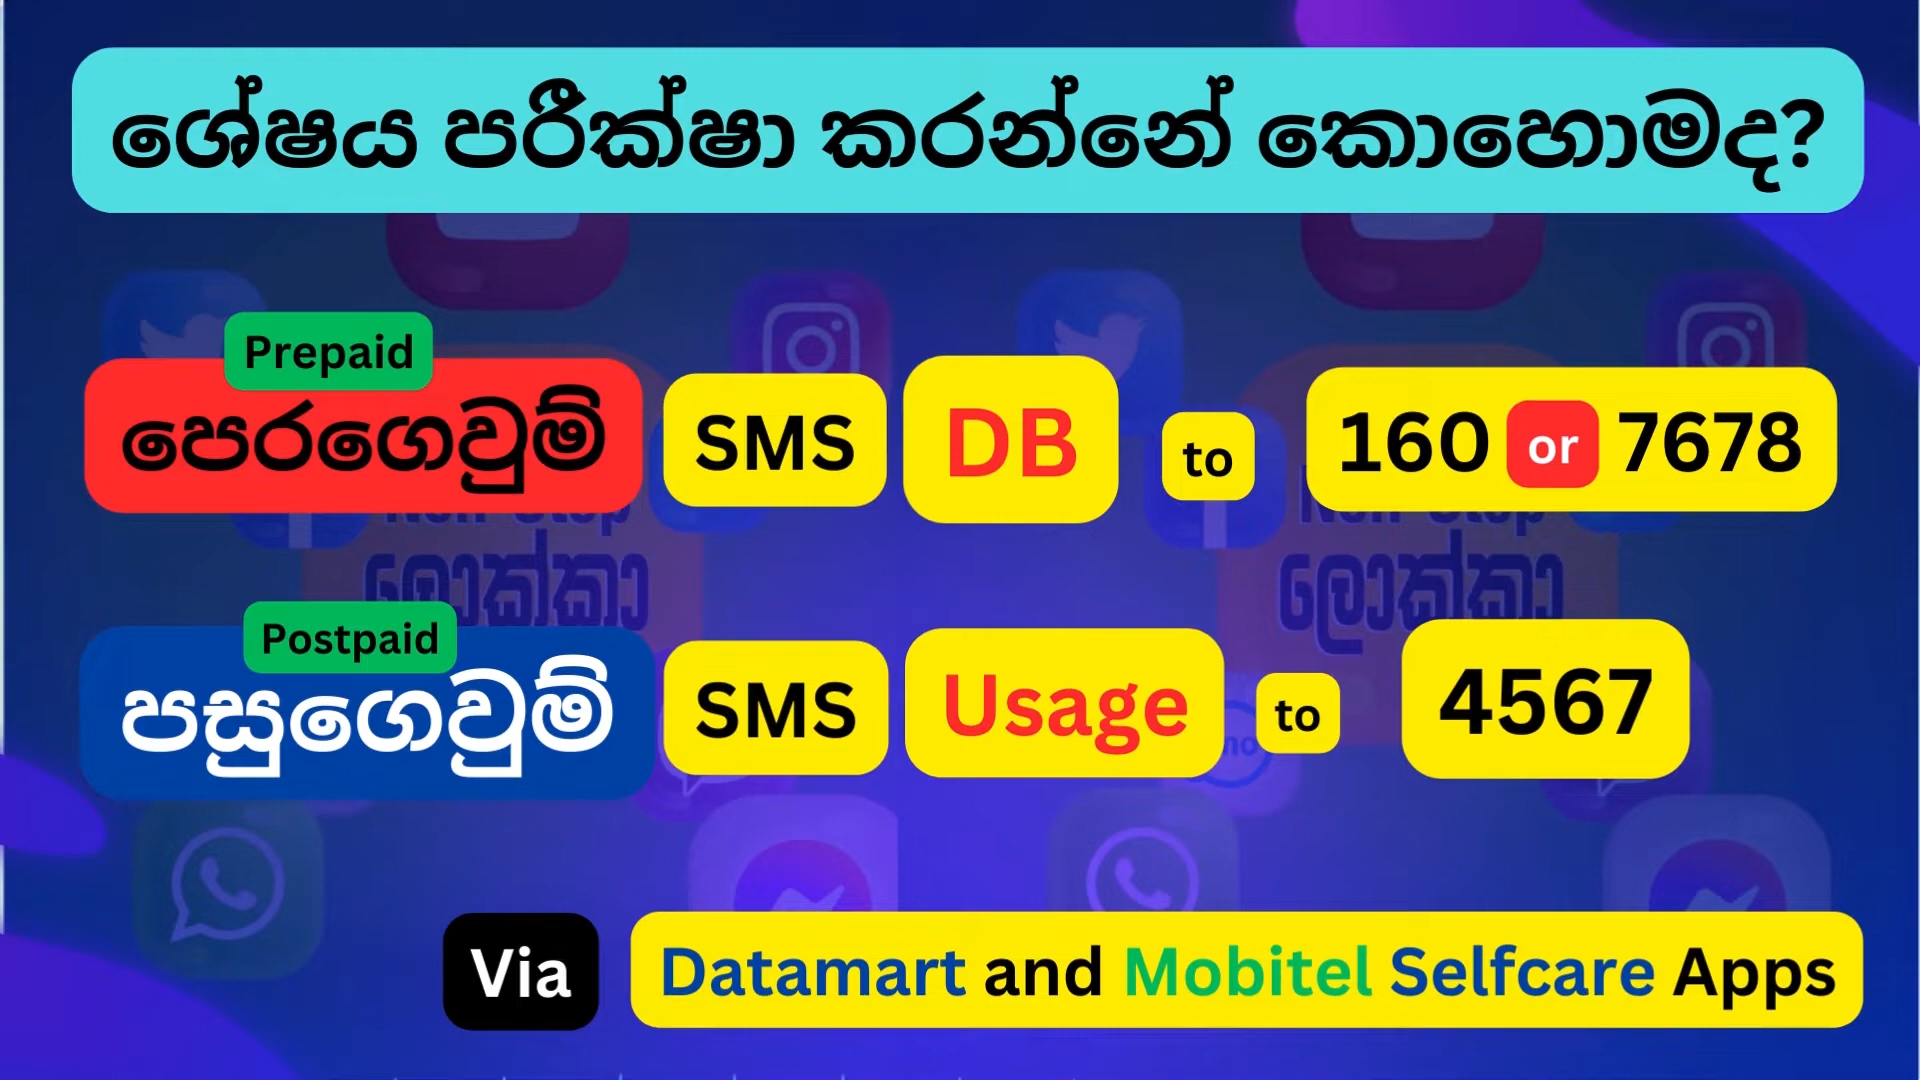 ශේෂය පරීක්ෂා කරන්නේ කොහොමද?
Prepaid
පෙරගෙවුම් SMS DB to 160 or 7678
ලොක්කා ලොක්කා
Postpaid
පසුගෙවුම් SMS Usage to 4567
Via Datamart and Mobitel Selfcare Apps